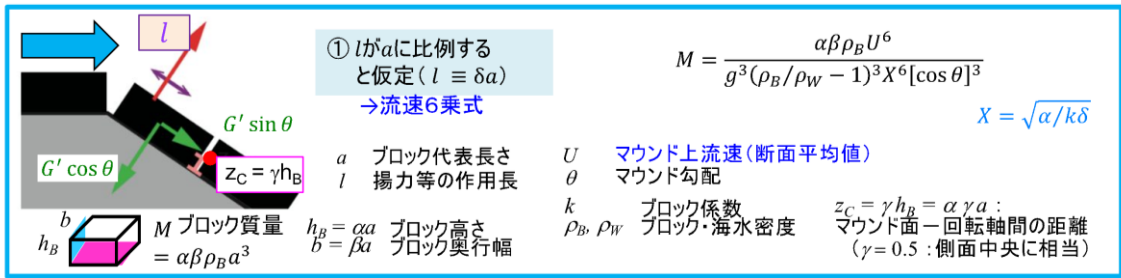 l
G′ sin θ
G′ cos θ
z_C = γh_B
b
h_B
M ブロック質量
= αβρ_B a³
① lがaに比例する
と仮定( l ≡ δa)
→流速6乗式
M = αβρ_B U⁶ / g³(ρ_B/ρ_W − 1)³X⁶[cos θ]³
X = √(α/kδ)
a ブロック代表長さ
l 揚力等の作用長
h_B = αa ブロック高さ
b = βa ブロック奥行幅
U マウンド上流速(断面平均値)
θ マウンド勾配
k ブロック係数
ρ_B, ρ_W ブロック・海水密度
z_C = γh_B = αγa :
マウンド面ー回転軸間の距離
(γ= 0.5 : 側面中央に相当)